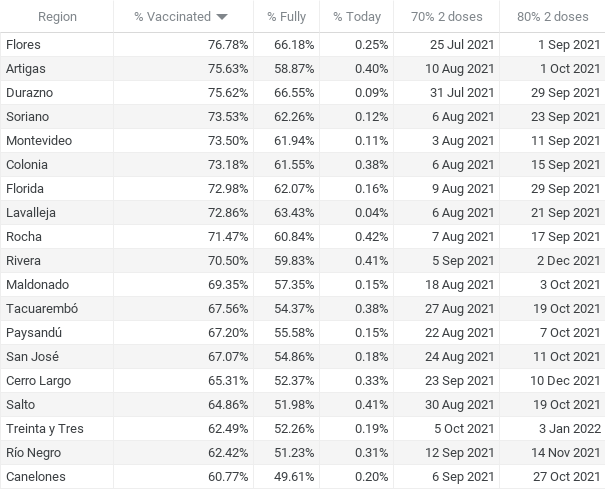 Region % Vaccinated % Fully % Today 70% 2 doses 80% 2 doses
Flores 76.78% 66.18% 0.25% 25 Jul 2021 1 Sep 2021
Artigas 75.63% 58.87% 0.40% 10 Aug 2021 1 Oct 2021
Durazno 75.62% 66.55% 0.09% 31 Jul 2021 29 Sep 2021
Soriano 73.53% 62.26% 0.12% 6 Aug 2021 23 Sep 2021
Montevideo 73.50% 61.94% 0.11% 3 Aug 2021 11 Sep 2021
Colonia 73.18% 61.55% 0.38% 6 Aug 2021 15 Sep 2021
Florida 72.98% 62.07% 0.16% 9 Aug 2021 29 Sep 2021
Lavalleja 72.86% 63.43% 0.04% 6 Aug 2021 21 Sep 2021
Rocha 71.47% 60.84% 0.42% 7 Aug 2021 17 Sep 2021
Rivera 70.50% 59.83% 0.41% 5 Sep 2021 2 Dec 2021
Maldonado 69.35% 57.35% 0.15% 18 Aug 2021 3 Oct 2021
Tacuarembó 67.56% 54.37% 0.38% 27 Aug 2021 19 Oct 2021
Paysandú 67.20% 55.58% 0.15% 22 Aug 2021 7 Oct 2021
San José 67.07% 54.86% 0.18% 24 Aug 2021 11 Oct 2021
Cerro Largo 65.31% 52.37% 0.33% 23 Sep 2021 10 Dec 2021
Salto 64.86% 51.98% 0.41% 30 Aug 2021 19 Oct 2021
Treinta y Tres 62.49% 52.26% 0.19% 5 Oct 2021 3 Jan 2022
Río Negro 62.42% 51.23% 0.31% 12 Sep 2021 14 Nov 2021
Canelones 60.77% 49.61% 0.20% 6 Sep 2021 27 Oct 2021